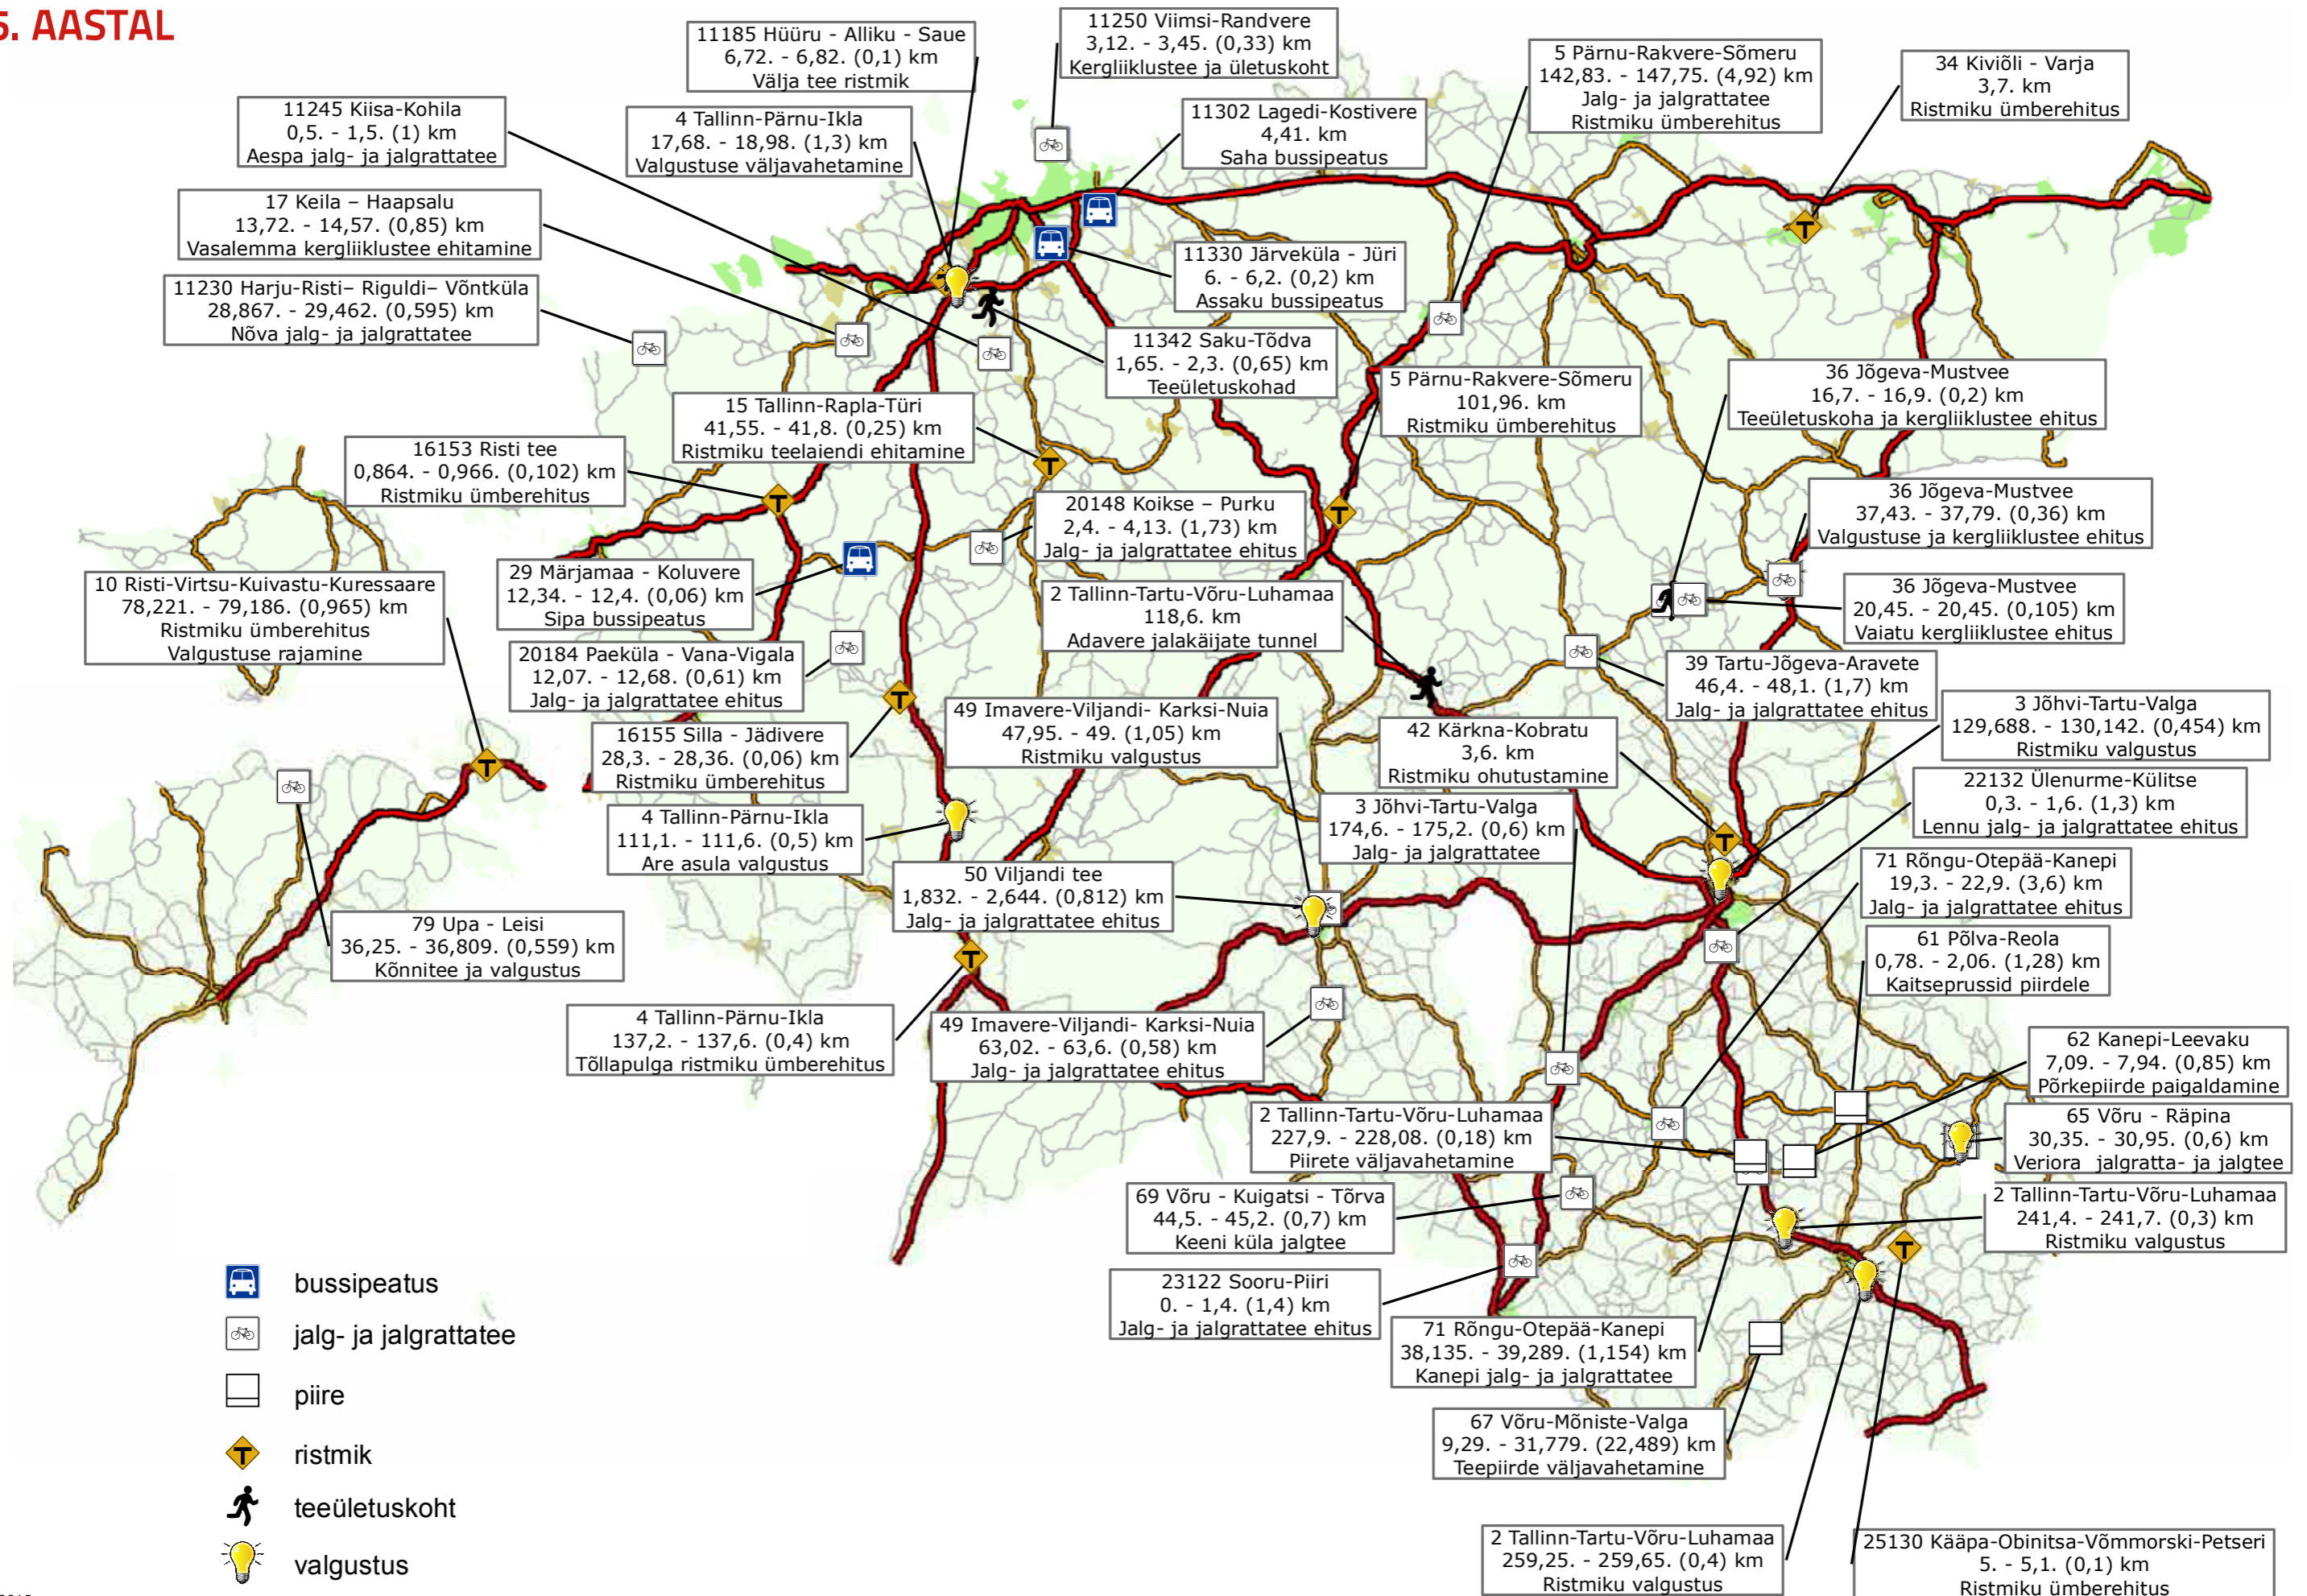 5. AASTAL
11185 Hüüru - Alliku - Saue
6,72. - 6,82. (0,1) km
Välja tee ristmik
11250 Viimsi-Randvere
3,12. - 3,45. (0,33) km
Kergliiklustee ja ületuskoht
5 Pärnu-Rakvere-Sõmeru
142,83. - 147,75. (4,92) km
Jalg- ja jalgrattatee
Ristmiku ümberehitus
34 Kiviõli - Varja
3,7. km
Ristmiku ümberehitus
11245 Kiisa-Kohila
0,5. - 1,5. (1) km
Aespa jalg- ja jalgrattatee
4 Tallinn-Pärnu-Ikla
17,68. - 18,98. (1,3) km
Valgustuse väljavahetamine
11302 Lagedi-Kostivere
4,41. km
Saha bussipeatus
17 Keila – Haapsalu
13,72. - 14,57. (0,85) km
Vasalemma kergliiklustee ehitamine
11330 Järveküla - Jüri
6. - 6,2. (0,2) km
Assaku bussipeatus
11230 Harju-Risti– Riguldi– Võntküla
28,867. - 29,462. (0,595) km
Nõva jalg- ja jalgrattatee
11342 Saku-Tõdva
1,65. - 2,3. (0,65) km
Teeületuskohad
5 Pärnu-Rakvere-Sõmeru
101,96. km
Ristmiku ümberehitus
36 Jõgeva-Mustvee
16,7. - 16,9. (0,2) km
Teeületuskoha ja kergliiklustee ehitus
15 Tallinn-Rapla-Türi
41,55. - 41,8. (0,25) km
Ristmiku teelaiendi ehitamine
16153 Risti tee
0,864. - 0,966. (0,102) km
Ristmiku ümberehitus
20148 Koikse – Purku
2,4. - 4,13. (1,73) km
Jalg- ja jalgrattatee ehitus
36 Jõgeva-Mustvee
37,43. - 37,79. (0,36) km
Valgustuse ja kergliiklustee ehitus
10 Risti-Virtsu-Kuivastu-Kuressaare
78,221. - 79,186. (0,965) km
Ristmiku ümberehitus
Valgustuse rajamine
29 Märjamaa - Koluvere
12,34. - 12,4. (0,06) km
Sipa bussipeatus
2 Tallinn-Tartu-Võru-Luhamaa
118,6. km
Adavere jalakäijate tunnel
36 Jõgeva-Mustvee
20,45. - 20,45. (0,105) km
Vaiatu kergliiklustee ehitus
20184 Paeküla - Vana-Vigala
12,07. - 12,68. (0,61) km
Jalg- ja jalgrattatee ehitus
39 Tartu-Jõgeva-Aravete
46,4. - 48,1. (1,7) km
Jalg- ja jalgrattatee ehitus
16155 Silla - Jädivere
28,3. - 28,36. (0,06) km
Ristmiku ümberehitus
49 Imavere-Viljandi- Karksi-Nuia
47,95. - 49. (1,05) km
Ristmiku valgustus
42 Kärkna-Kobratu
3,6. km
Ristmiku ohutustamine
3 Jõhvi-Tartu-Valga
129,688. - 130,142. (0,454) km
Ristmiku valgustus
22132 Ülenurme-Külitse
0,3. - 1,6. (1,3) km
Lennu jalg- ja jalgrattatee ehitus
4 Tallinn-Pärnu-Ikla
111,1. - 111,6. (0,5) km
Are asula valgustus
3 Jõhvi-Tartu-Valga
174,6. - 175,2. (0,6) km
Jalg- ja jalgrattatee
50 Viljandi tee
1,832. - 2,644. (0,812) km
Jalg- ja jalgrattatee ehitus
71 Rõngu-Otepää-Kanepi
19,3. - 22,9. (3,6) km
Jalg- ja jalgrattatee ehitus
79 Upa - Leisi
36,25. - 36,809. (0,559) km
Kõnnitee ja valgustus
61 Põlva-Reola
0,78. - 2,06. (1,28) km
Kaitseprussid piirdele
4 Tallinn-Pärnu-Ikla
137,2. - 137,6. (0,4) km
Tõllapulga ristmiku ümberehitus
49 Imavere-Viljandi- Karksi-Nuia
63,02. - 63,6. (0,58) km
Jalg- ja jalgrattatee ehitus
62 Kanepi-Leevaku
7,09. - 7,94. (0,85) km
Põrkepiirde paigaldamine
2 Tallinn-Tartu-Võru-Luhamaa
227,9. - 228,08. (0,18) km
Piirete väljavahetamine
65 Võru - Räpina
30,35. - 30,95. (0,6) km
Veriora jalgratta- ja jalgtee
69 Võru - Kuigatsi - Tõrva
44,5. - 45,2. (0,7) km
Keeni küla jalgtee
2 Tallinn-Tartu-Võru-Luhamaa
241,4. - 241,7. (0,3) km
Ristmiku valgustus
23122 Sooru-Piiri
0. - 1,4. (1,4) km
Jalg- ja jalgrattatee ehitus
71 Rõngu-Otepää-Kanepi
38,135. - 39,289. (1,154) km
Kanepi jalg- ja jalgrattatee
67 Võru-Mõniste-Valga
9,29. - 31,779. (22,489) km
Teepiirde väljavahetamine
2 Tallinn-Tartu-Võru-Luhamaa
259,25. - 259,65. (0,4) km
Ristmiku valgustus
25130 Kääpa-Obinitsa-Võmmorski-Petseri
5. - 5,1. (0,1) km
Ristmiku ümberehitus
bussipeatus
jalg- ja jalgrattatee
piire
ristmik
teeületuskoht
valgustus